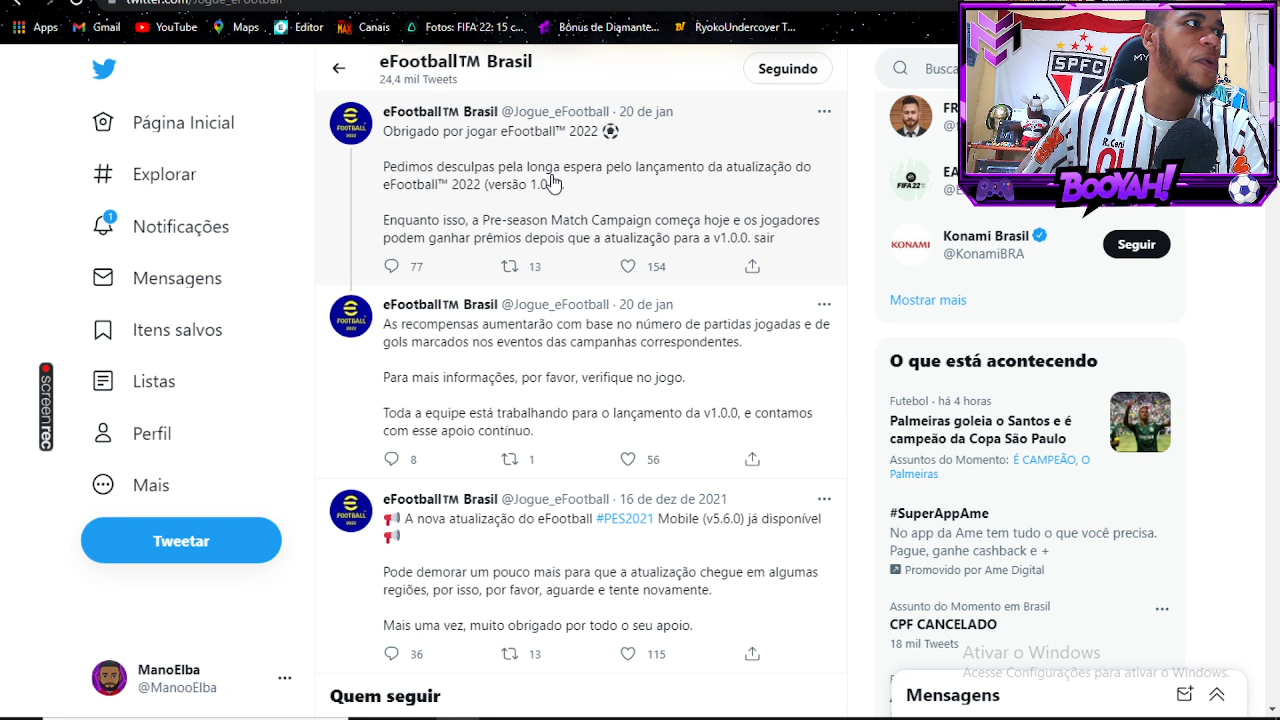 twitter.com/Jogue_eFootball
Apps
Gmail
YouTube
Maps
Editor
Canais
Foros: FIFA 22 - C...
Bônus de Diamante...
RyokoUndercover T...
eFootball™ Brasil
24,4 mil Tweets
Seguindo
Busca
Página Inicial
Explorar
1
Notificações
Mensagens
Itens salvos
Listas
Perfil
Mais
Tweetar
ManoElba
@ManooElba
screenrec
eFootball™ Brasil @Jogue_eFootball · 20 de jan
Obrigado por jogar eFootball™ 2022
Pedimos desculpas pela longa espera pelo lançamento da atualização do
eFootball™ 2022 (versão 1.0
Enquanto isso, a Pre-season Match Campaign começa hoje e os jogadores
podem ganhar prêmios depois que a atualização para a v1.0.0. sair
77 13 154
eFootball™ Brasil @Jogue_eFootball · 20 de jan
As recompensas aumentarão com base no número de partidas jogadas e de
gols marcados nos eventos das campanhas correspondentes.
Para mais informações, por favor, verifique no jogo.
Toda a equipe está trabalhando para o lançamento da v1.0.0, e contamos
com esse apoio contínuo.
8 1 56
eFootball™ Brasil @Jogue_eFootball · 16 de dez de 2021
A nova atualização do eFootball #PES2021 Mobile (v5.6.0) já disponível
Pode demorar um pouco mais para que a atualização chegue em algumas
regiões, por isso, por favor, aguarde e tente novamente.
Mais uma vez, muito obrigado por todo o seu apoio.
36 13 115
Quem seguir
SPFC
MY
R. Ceni
01
BOOYAH!
FIFA 22
KONAMI
Konami Brasil
@KonamiBRA
Seguir
Mostrar mais
O que está acontecendo
Futebol · há 4 horas
Palmeiras goleia o Santos e é
campeão da Copa São Paulo
Assuntos do Momento: É CAMPEÃO, O
Palmeiras
#SuperAppAme
No app da Ame tem tudo o que você precisa.
Pague, ganhe cashback e +
Promovido por Ame Digital
Assunto do Momento em Brasil
CPF CANCELADO
18 mil Tweets
Ativar o Windows
Acesse Configurações para ativar o Windows.
Mensagens